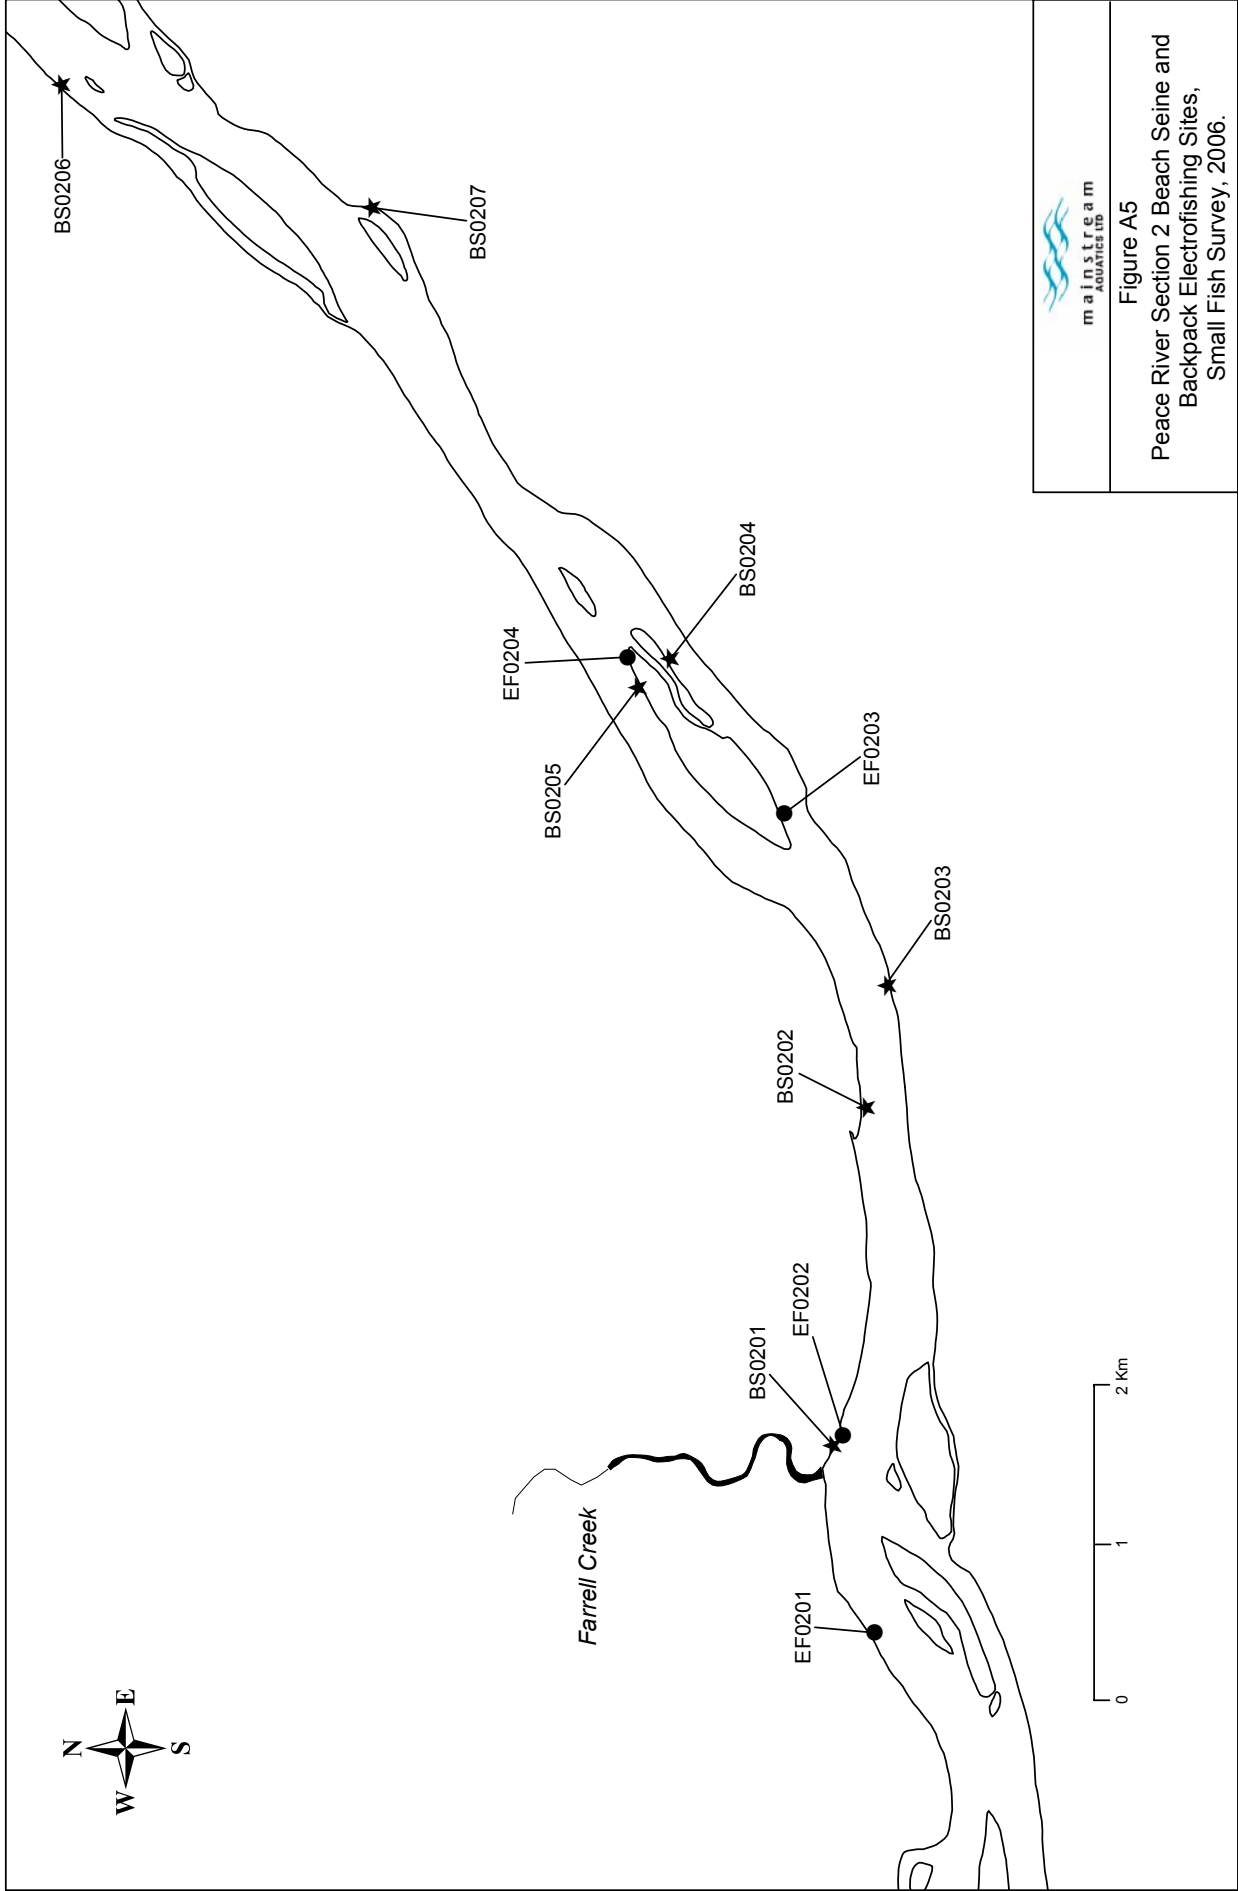 N
W E
S
Farrell Creek
EF0201
BS0201
EF0202
BS0202
BS0203
EF0203
BS0205
EF0204
BS0204
BS0207
BS0206
0 1 2 Km
mainstream
AQUATICS LTD
Figure A5
Peace River Section 2 Beach Seine and
Backpack Electrofishing Sites,
Small Fish Survey, 2006.